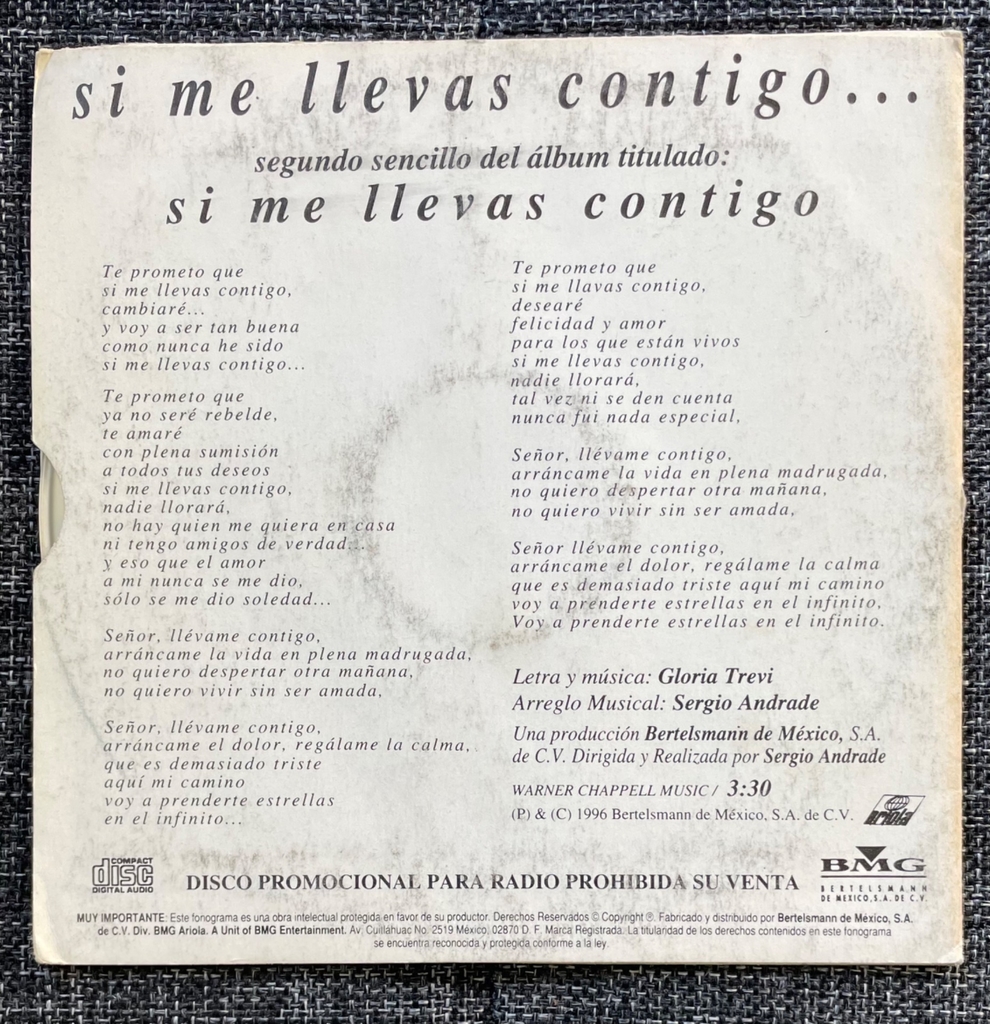 si me llevas contigo...
segundo sencillo del álbum titulado:
si me llevas contigo
Te prometo que
si me llevas contigo,
cambiaré...
y voy a ser tan buena
como nunca he sido
si me llevas contigo...
Te prometo que
ya no seré rebelde,
te amaré
con plena sumisión
a todos tus deseos
si me llevas contigo,
nadie llorará,
no hay quien me quiera en casa
ni tengo amigos de verdad...
y eso que el amor
a mi nunca se me dio,
sólo se me dio soledad...
Señor, llévame contigo,
arráncame la vida en plena madrugada,
no quiero despertar otra mañana,
no quiero vivir sin ser amada,
Señor, llévame contigo,
arráncame el dolor, regálame la calma,
que es demasiado triste
aquí mi camino
voy a prenderte estrellas
en el infinito...
Te prometo que
si me llavas contigo,
desearé
felicidad y amor
para los que están vivos
si me llevas contigo,
nadie llorará,
tal vez ni se den cuenta
nunca fui nada especial,
Señor, llévame contigo,
arráncame la vida en plena madrugada,
no quiero despertar otra mañana,
no quiero vivir sin ser amada,
Señor llévame contigo,
arráncame el dolor, regálame la calma
que es demasiado triste aquí mi camino
voy a prenderte estrellas en el infinito,
Voy a prenderte estrellas en el infinito.
Letra y música: Gloria Trevi
Arreglo Musical: Sergio Andrade
Una producción Bertelsmann de México, S.A.
de C.V. Dirigida y Realizada por Sergio Andrade
WARNER CHAPPELL MUSIC / 3:30
(P) & (C) 1996 Bertelsmann de México, S.A. de C.V.
ariola
COMPACT
disc
DIGITAL AUDIO
DISCO PROMOCIONAL PARA RADIO PROHIBIDA SU VENTA
BMG
BERTELSMANN
DE MEXICO, S.A. DE C.V.
MUY IMPORTANTE: Este fonograma es una obra intelectual protegida en favor de su productor. Derechos Reservados © Copyright ®. Fabricado y distribuido por Bertelsmann de México, S.A.
de C.V. Div. BMG Ariola. A Unit of BMG Entertainment. Av. Cuitláhuac No. 2519 México, 02870 D. F. Marca Registrada. La titularidad de los derechos contenidos en este fonograma
se encuentra reconocida y protegida conforme a la ley.